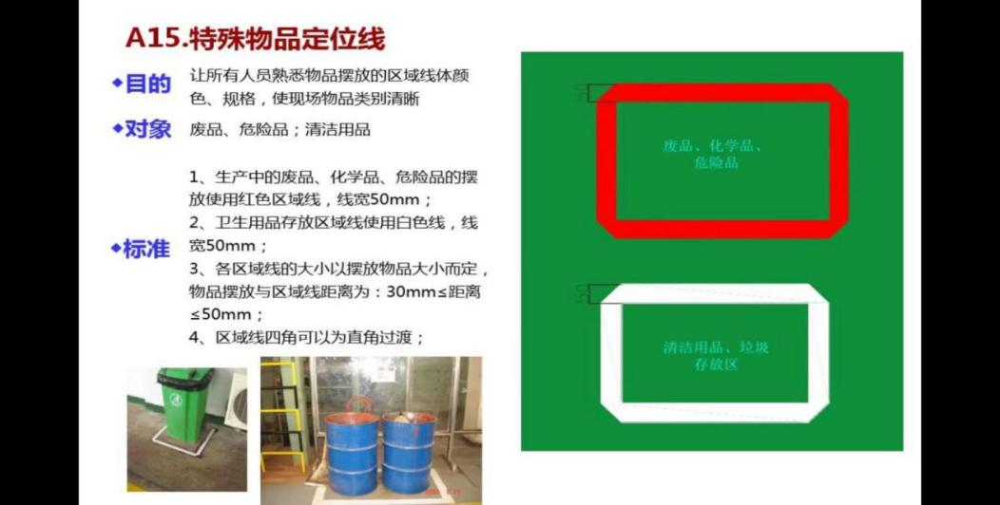 A15.特殊物品定位线
目的
让所有人员熟悉物品摆放的区域线体颜
色、规格，使现场物品类别清晰
对象
废品、危险品；清洁用品
标准
1、生产中的废品、化学品、危险品的摆
放使用红色区域线，线宽50mm；
2、卫生用品存放区域线使用白色线，线
宽50mm；
3、各区域线的大小以摆放物品大小而定，
物品摆放与区域线距离为：30mm≤距离
≤50mm；
4、区域线四角可以为直角过渡；
50
废品、化学品、
危险品
50
清洁用品、垃圾
存放区